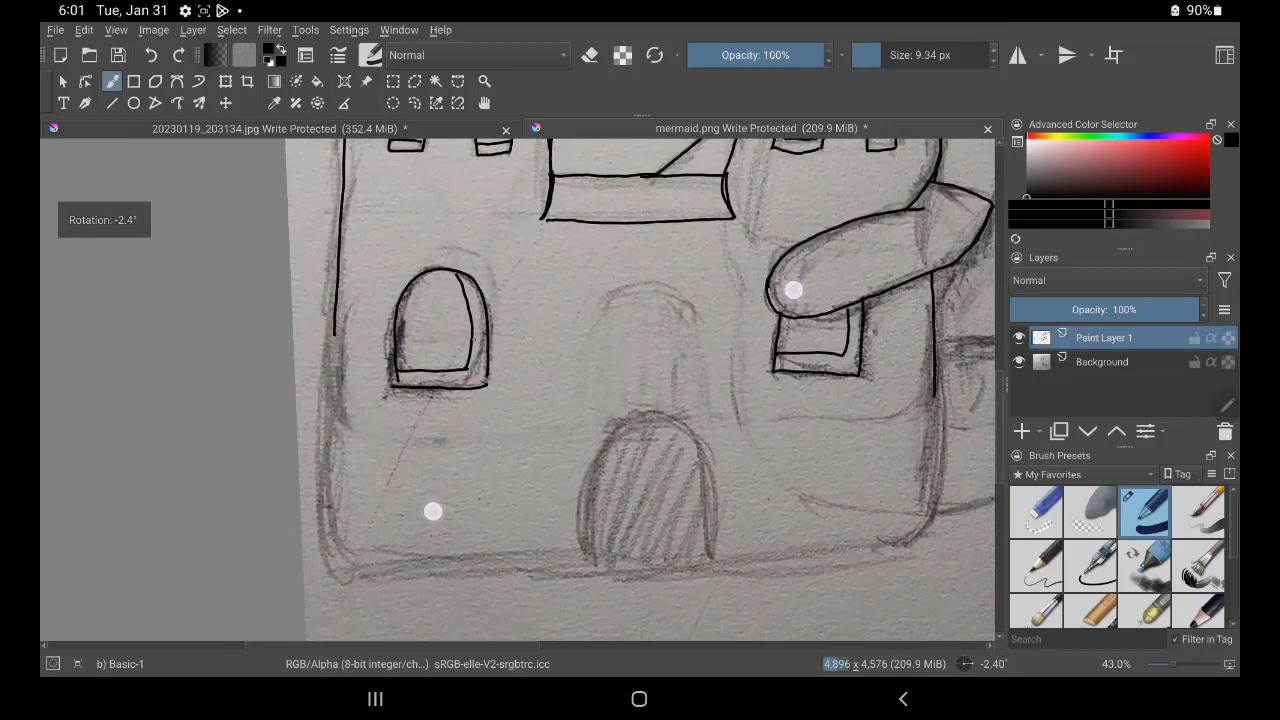 6:01 Tue, Jan 31
90%
File Edit View Image Layer Select Filter Tools Settings Window Help
Normal
Opacity: 100%
Size: 9.34 px
20230119_203134.jpg Write Protected (352.4 MiB) *
mermaid.png Write Protected (209.9 MiB) *
Advanced Color Selector
Rotation: -2.4°
Layers
Normal
Opacity: 100%
Paint Layer 1
Background
Brush Presets
★ My Favorites
Tag
Search
✓ Filter in Tag
b) Basic-1
RGB/Alpha (8-bit integer/ch...) sRGB-elle-V2-srgbtrc.icc
4,896 x 4,576 (209.9 MiB)
-2.40°
43.0%